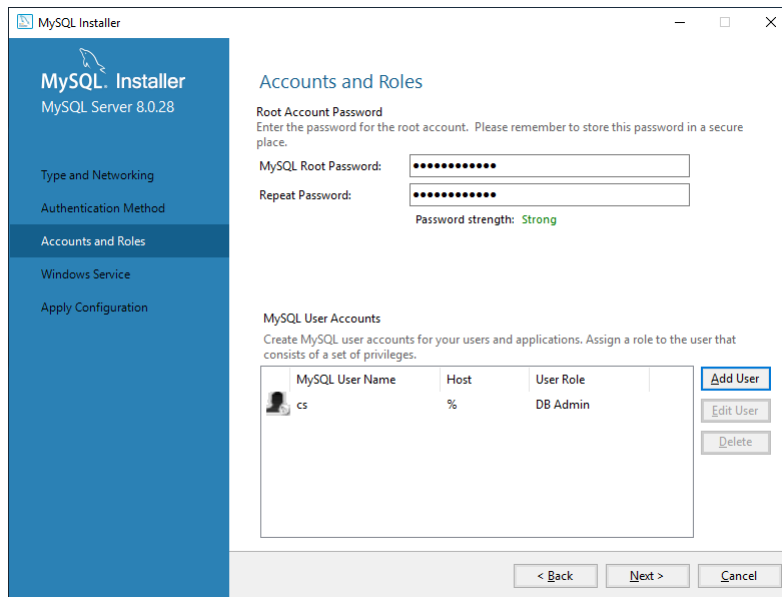 MySQL Installer
MySQL. Installer
MySQL Server 8.0.28
Type and Networking
Authentication Method
Accounts and Roles
Windows Service
Apply Configuration
Accounts and Roles
Root Account Password
Enter the password for the root account. Please remember to store this password in a secure
place.
MySQL Root Password: ●●●●●●●●●●●●
Repeat Password: ●●●●●●●●●●●●
Password strength: Strong
MySQL User Accounts
Create MySQL user accounts for your users and applications. Assign a role to the user that
consists of a set of privileges.
MySQL User Name Host User Role
cs % DB Admin
Add User
Edit User
Delete
< Back Next > Cancel